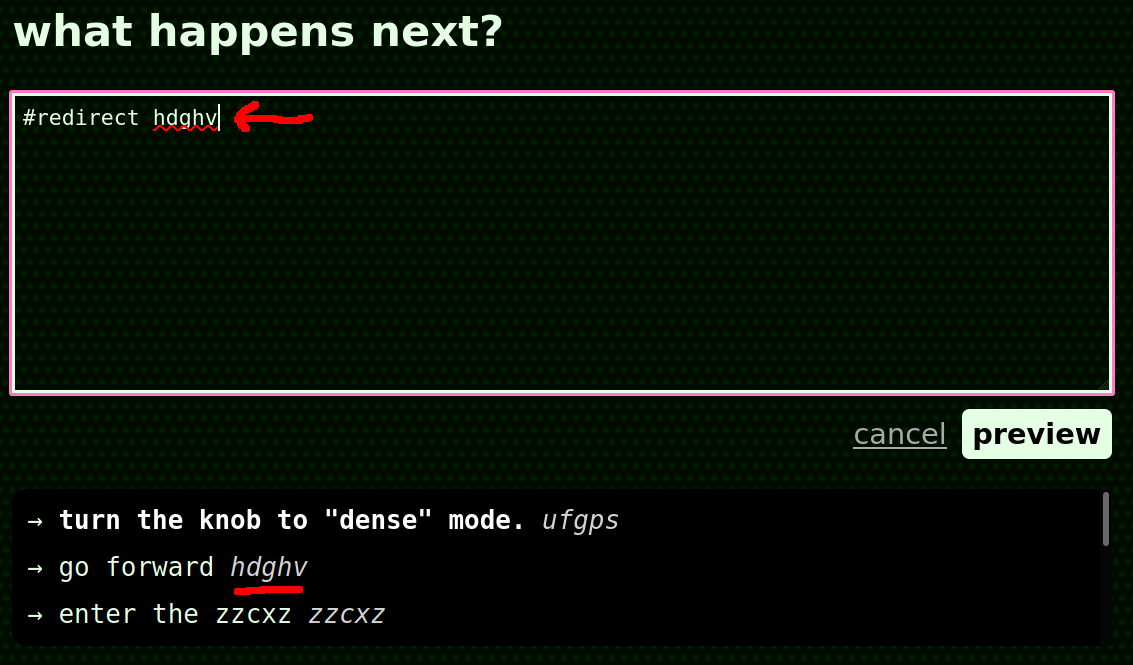 what happens next?
#redirect hdghv
cancel preview
→ turn the knob to "dense" mode. ufgps
→ go forward hdghv
→ enter the zzcxz zzcxz